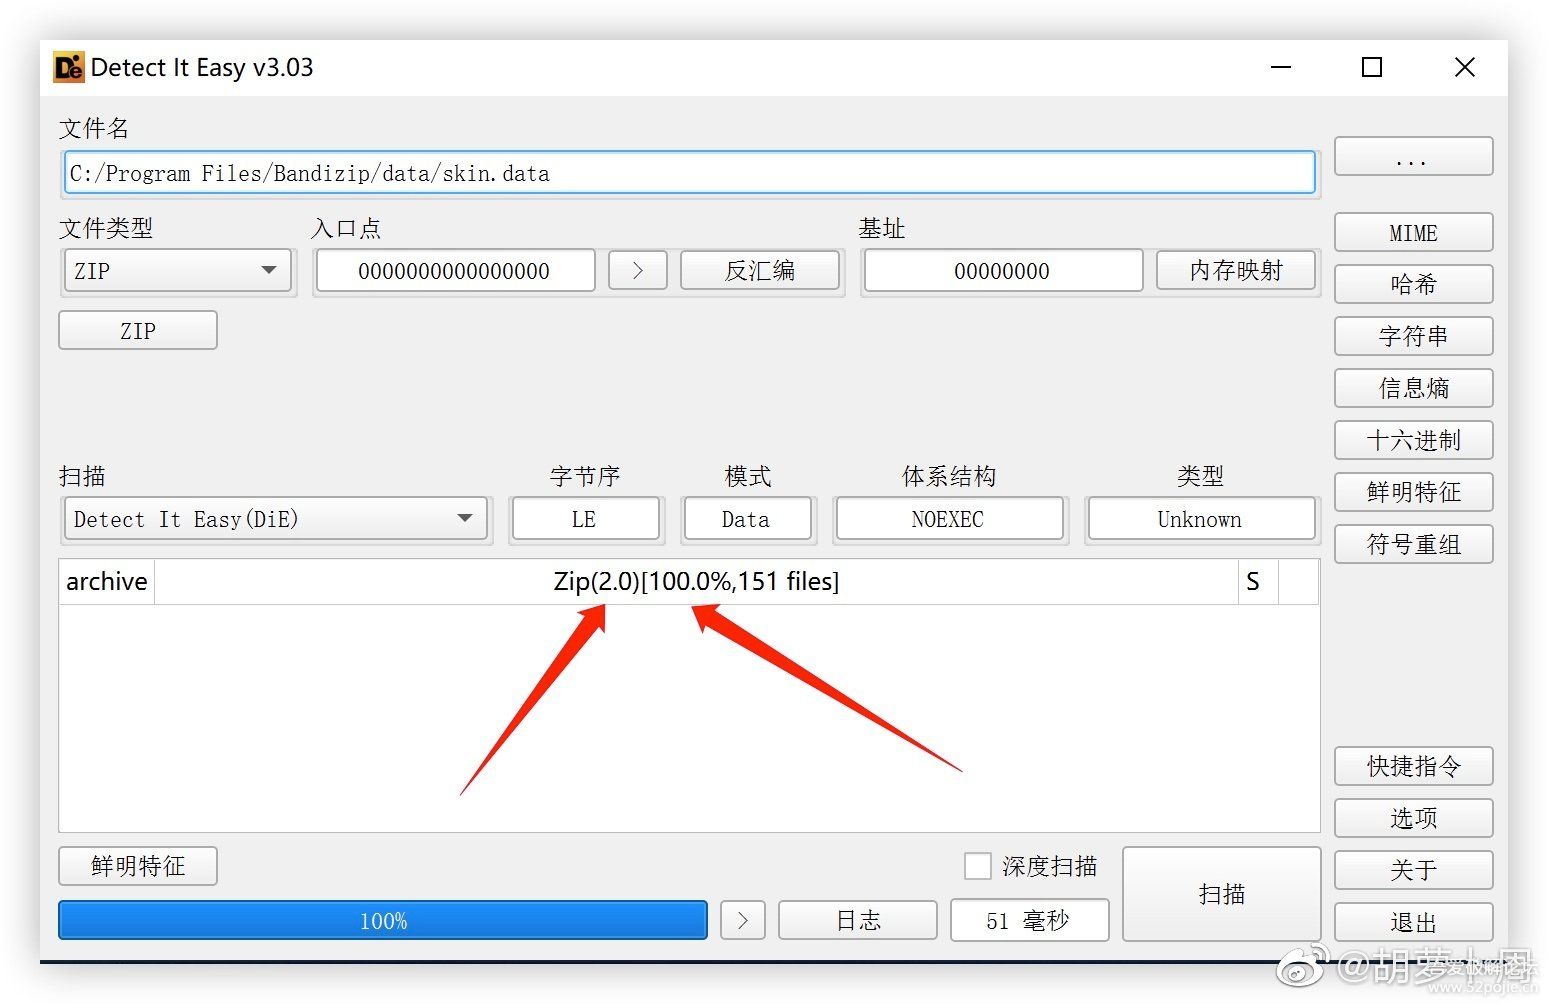 Detect It Easy v3.03
文件名
C:/Program Files/Bandizip/data/skin.data
...
文件类型
入口点
基址
ZIP
0000000000000000
>
反汇编
00000000
内存映射
MIME
哈希
ZIP
字符串
信息熵
十六进制
扫描
字节序
模式
体系结构
类型
鲜明特征
Detect It Easy(DiE)
LE
Data
NOEXEC
Unknown
符号重组
archive
Zip(2.0)[100.0%,151 files]
S
快捷指令
选项
鲜明特征
深度扫描
扫描
关于
100%
>
日志
51 毫秒
退出
@胡萝卜周
www.52pojie.cn